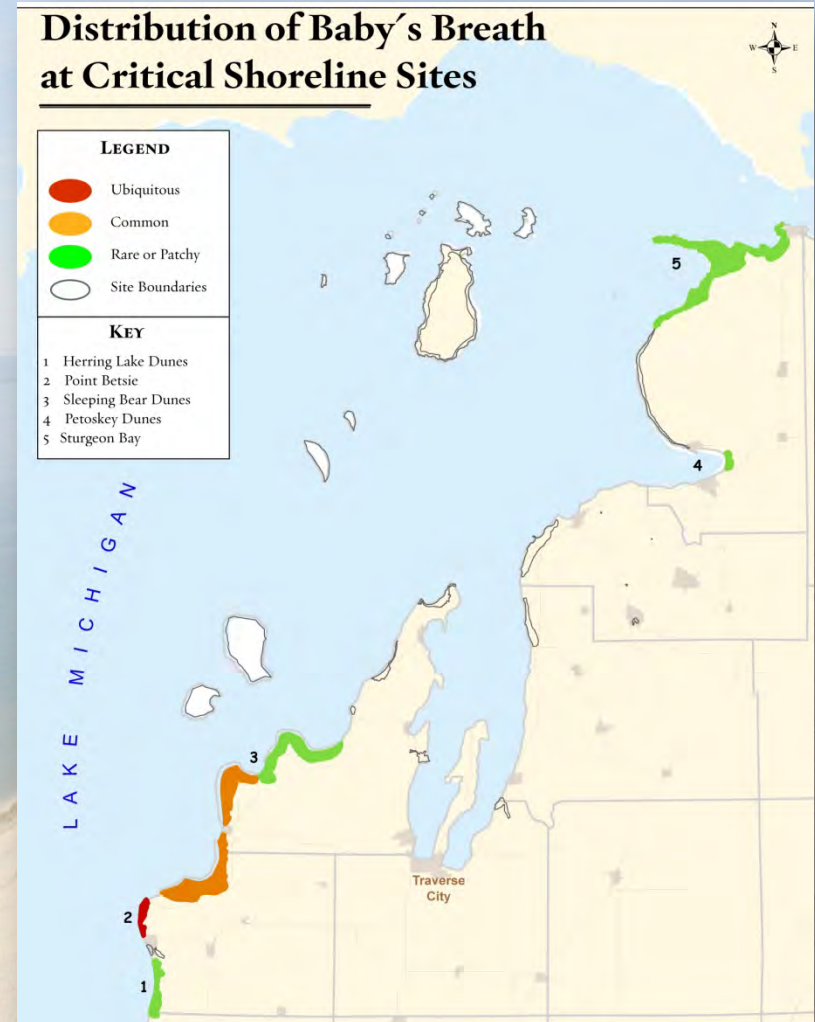 Distribution of Baby´s Breath
at Critical Shoreline Sites
N
W E
S
LEGEND
Ubiquitous
Common
Rare or Patchy
Site Boundaries
KEY
1 Herring Lake Dunes
2 Point Betsie
3 Sleeping Bear Dunes
4 Petoskey Dunes
5 Sturgeon Bay
5
4
LAKE MICHIGAN
3
Traverse
City
2
1